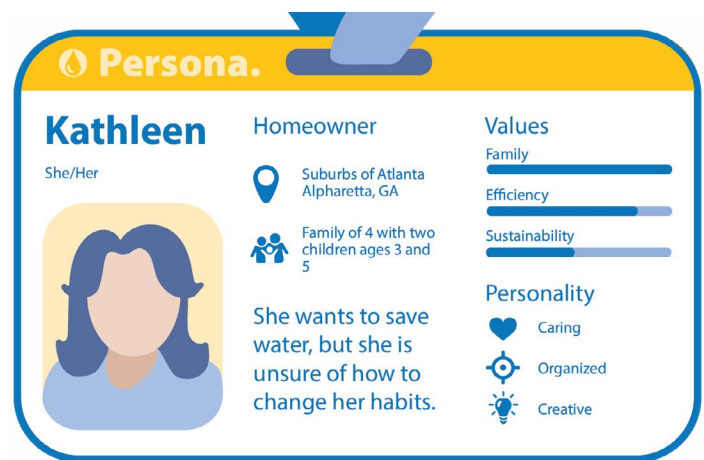 Persona.
Kathleen
She/Her
Homeowner
Suburbs of Atlanta
Alpharetta, GA
Family of 4 with two
children ages 3 and
5
She wants to save
water, but she is
unsure of how to
change her habits.
Values
Family
Efficiency
Sustainability
Personality
Caring
Organized
Creative